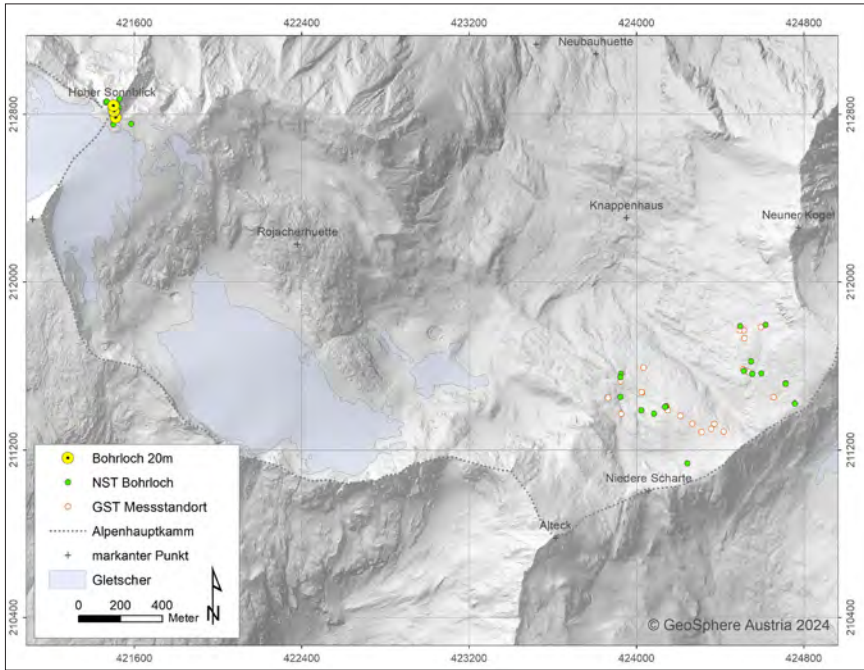 421600 422400 423200 424000 424800
Neubauhuette
Hoher Sonnblick
212800 212800
Knappenhaus
Neuner Kogel
Rojacherhuette
212000 212000
211200 211200
Niedere Scharte
Alteck
Bohrloch 20m
NST Bohrloch
GST Messstandort
Alpenhauptkamm
markanter Punkt
Gletscher
N
0 200 400
Meter
210400 210400
© GeoSphere Austria 2024
421600 422400 423200 424000 424800